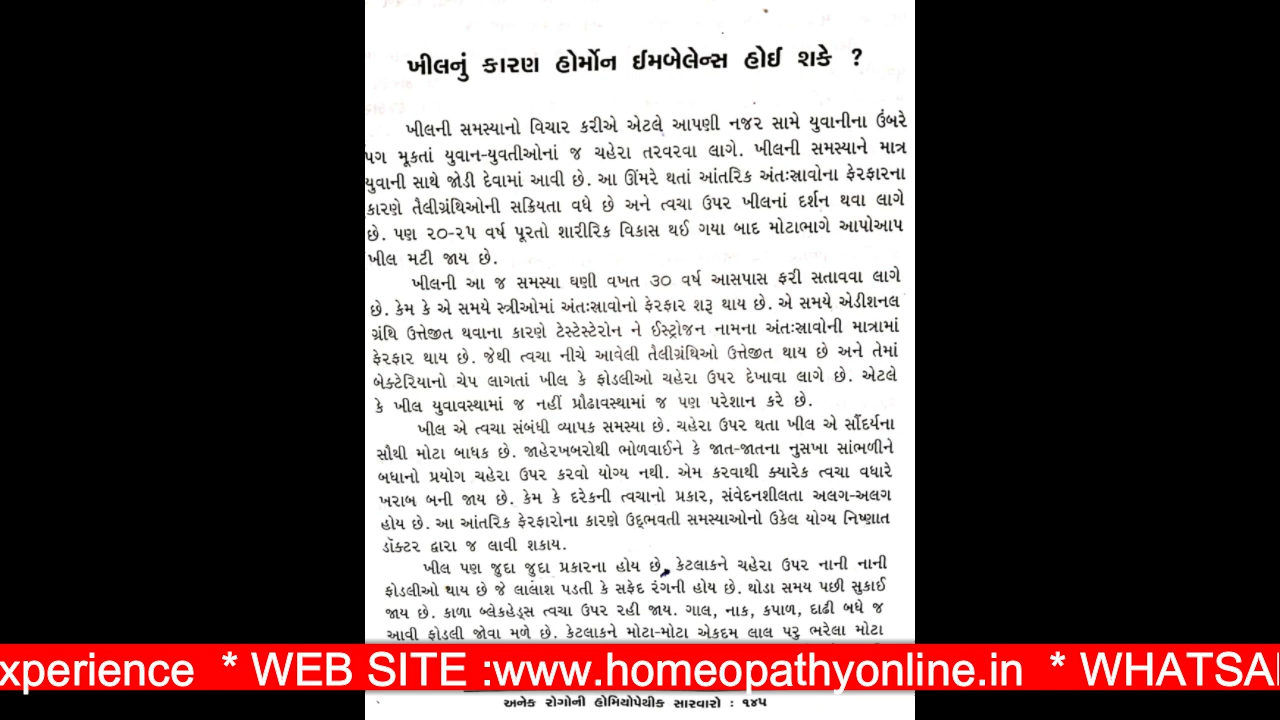 ખીલનું કારણ હોર્મોન ઈમબેલેન્સ હોઈ શકે ?
ખીલની સમસ્યાનો વિચાર કરીએ એટલે આપણી નજર સામે યુવાનીના ઉંબરે
પગ મૂકતાં યુવાન-યુવતીઓનાં જ ચહેરા તરવરવા લાગે. ખીલની સમસ્યાને માત્ર
યુવાની સાથે જોડી દેવામાં આવી છે. આ ઊંમરે થતાં આંતરિક અંતઃસ્રાવોના ફેરફારના
કારણે તૈલીગ્રંથિઓની સક્રિયતા વધે છે અને ત્વચા ઉપર ખીલનાં દર્શન થવા લાગે
છે. પણ ૨૦-૨૫ વર્ષ પૂરતો શારીરિક વિકાસ થઈ ગયા બાદ મોટાભાગે આપોઆપ
ખીલ મટી જાય છે.
ખીલની આ જ સમસ્યા ઘણી વખત ૩૦ વર્ષ આસપાસ ફરી સતાવવા લાગે
છે. કેમ કે એ સમયે સ્ત્રીઓમાં અંતઃસ્રાવોનો ફેરફાર શરૂ થાય છે. એ સમયે એડીશનલ
ગ્રંથિ ઉત્તેજીત થવાના કારણે ટેસ્ટેસ્ટેરોન ને ઈસ્ટ્રોજન નામના અંતઃસ્રાવોની માત્રામાં
ફેરફાર થાય છે. જેથી ત્વચા નીચે આવેલી તૈલીગ્રંથિઓ ઉત્તેજીત થાય છે અને તેમાં
બેક્ટેરિયાનો ચેપ લાગતાં ખીલ કે ફોડલીઓ ચહેરા ઉપર દેખાવા લાગે છે. એટલે
કે ખીલ યુવાવસ્થામાં જ નહીં પ્રૌઢાવસ્થામાં જ પણ પરેશાન કરે છે.
ખીલ એ ત્વચા સંબંધી વ્યાપક સમસ્યા છે. ચહેરા ઉપર થતા ખીલ એ સૌંદર્યના
સૌથી મોટા બાધક છે. જાહેરખબરોથી ભોળવાઈને કે જાત-જાતના નુસખા સાંભળીને
બધાનો પ્રયોગ ચહેરા ઉપર કરવો યોગ્ય નથી. એમ કરવાથી ક્યારેક ત્વચા વધારે
ખરાબ બની જાય છે. કેમ કે દરેકની ત્વચાનો પ્રકાર, સંવેદનશીલતા અલગ-અલગ
હોય છે. આ આંતરિક ફેરફારોના કારણે ઉદ્ભવતી સમસ્યાઓનો ઉકેલ યોગ્ય નિષ્ણાત
ડૉક્ટર દ્વારા જ લાવી શકાય.
ખીલ પણ જુદા જુદા પ્રકારના હોય છે. કેટલાકને ચહેરા ઉપર નાની નાની
ફોડલીઓ થાય છે જે લાલાશ પડતી કે સફેદ રંગની હોય છે. થોડા સમય પછી સુકાઈ
જાય છે. કાળા બ્લેકહેડ્સ ત્વચા ઉપર રહી જાય. ગાલ, નાક, કપાળ, દાઢી બધે જ
આવી ફોડલી જોવા મળે છે. કેટલાકને મોટા-મોટા એકદમ લાલ પરુ ભરેલા મોટા
xperience * WEB SITE :www.homeopathyonline.in * WHATSA
અનેક રોગોની હોમિયોપેથીક સારવારો : ૧૪૫